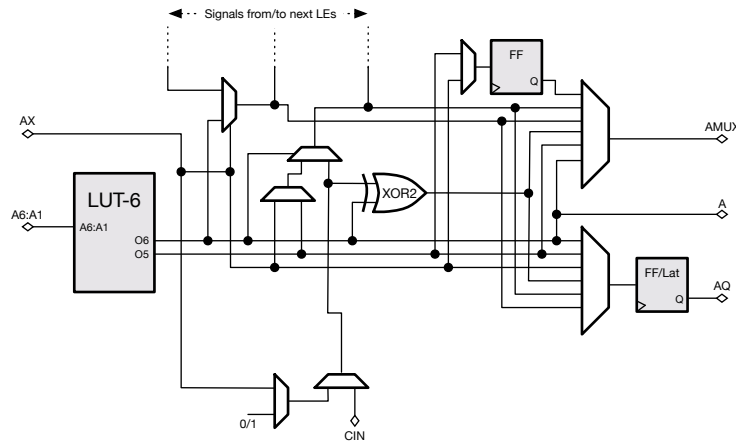 Signals from/to next LEs
FF
Q
AX
AMUX
LUT-6
XOR2
A6:A1
A6:A1
A
O6
O5
FF/Lat
Q
AQ
0/1
CIN